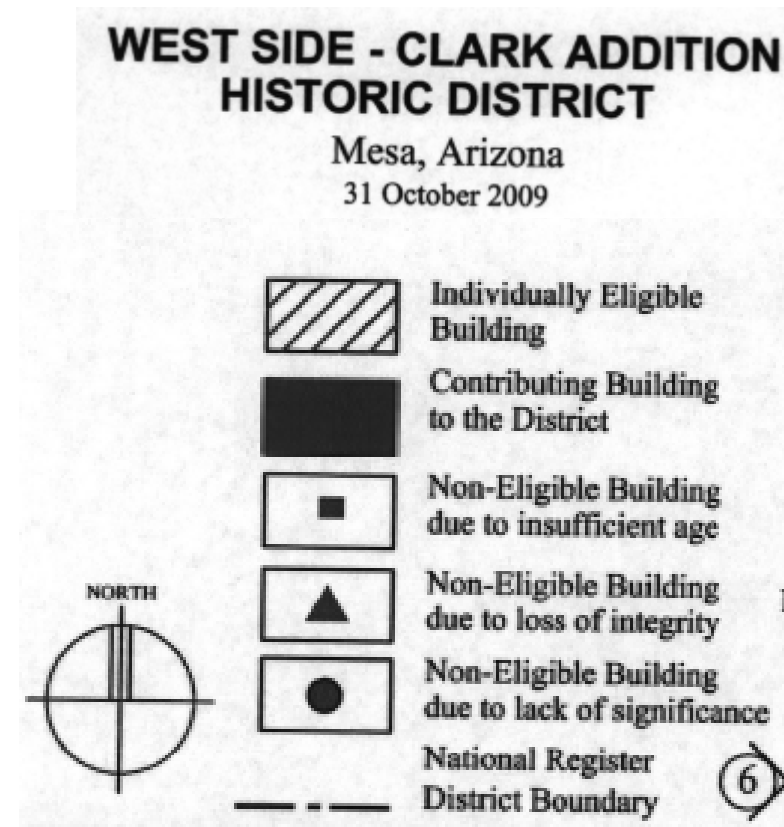 WEST SIDE - CLARK ADDITION
HISTORIC DISTRICT
Mesa, Arizona
31 October 2009
Individually Eligible
Building
Contributing Building
to the District
Non-Eligible Building
due to insufficient age
Non-Eligible Building
due to loss of integrity
Non-Eligible Building
due to lack of significance
National Register
District Boundary
NORTH
6